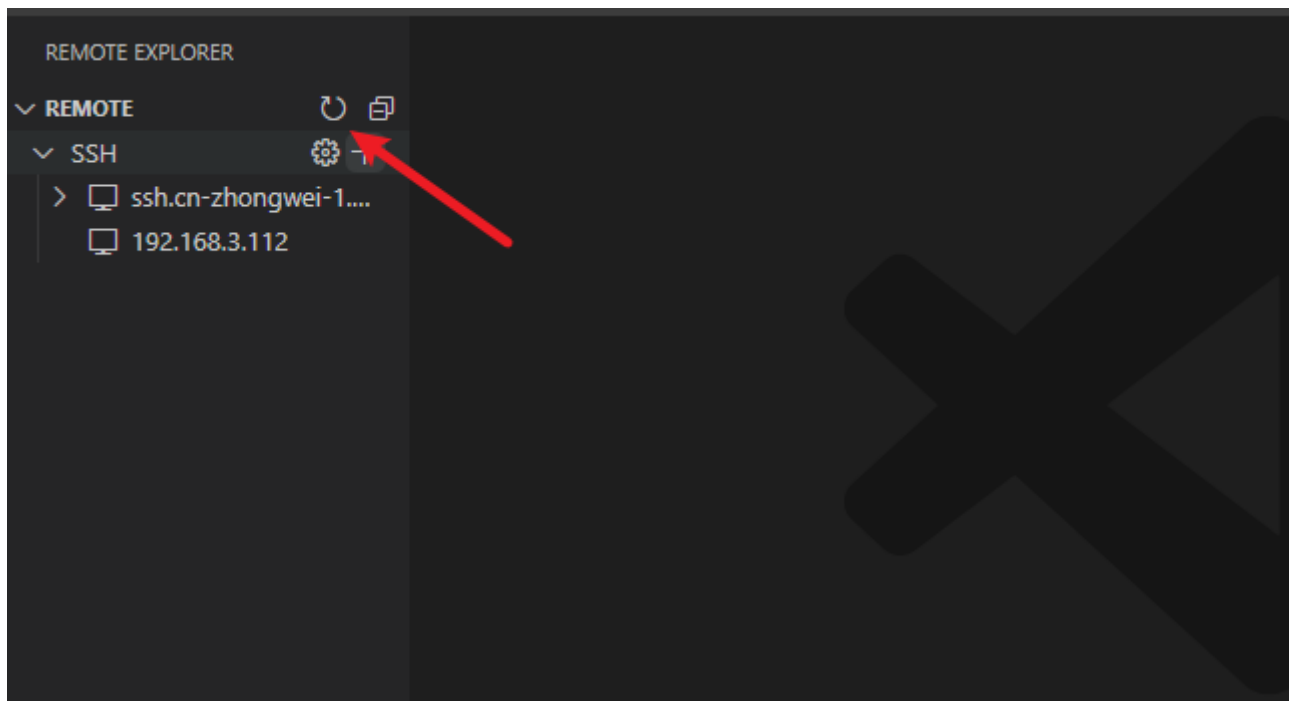 REMOTE EXPLORER
REMOTE
SSH
ssh.cn-zhongwei-1....
192.168.3.112